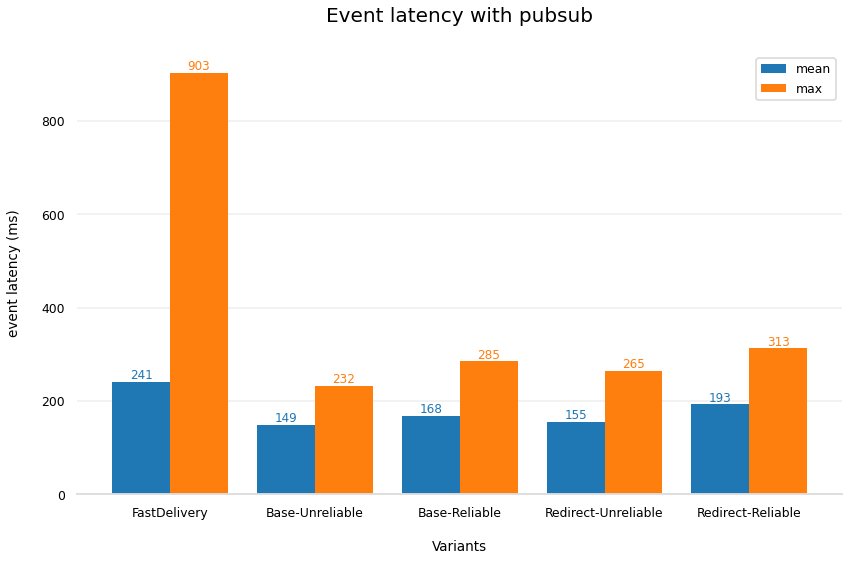 Event latency with pubsub
mean
max
event latency (ms)
800
600
400
200
0
903
241
149
232
168
285
155
265
193
313
FastDelivery
Base-Unreliable
Base-Reliable
Redirect-Unreliable
Redirect-Reliable
Variants